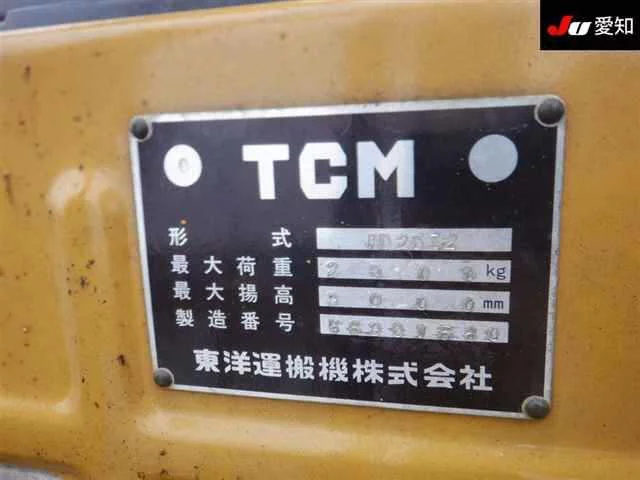 JU 愛知
TCM
形式
最大荷重 kg
最大揚高 mm
製造番号
東洋運搬機株式会社